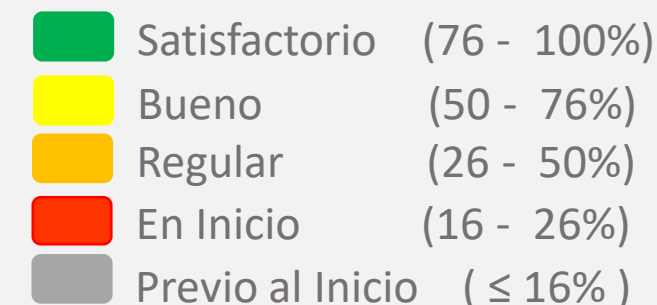 Satisfactorio (76 - 100%)
Bueno (50 - 76%)
Regular (26 - 50%)
En Inicio (16 - 26%)
Previo al Inicio ( ≤ 16% )